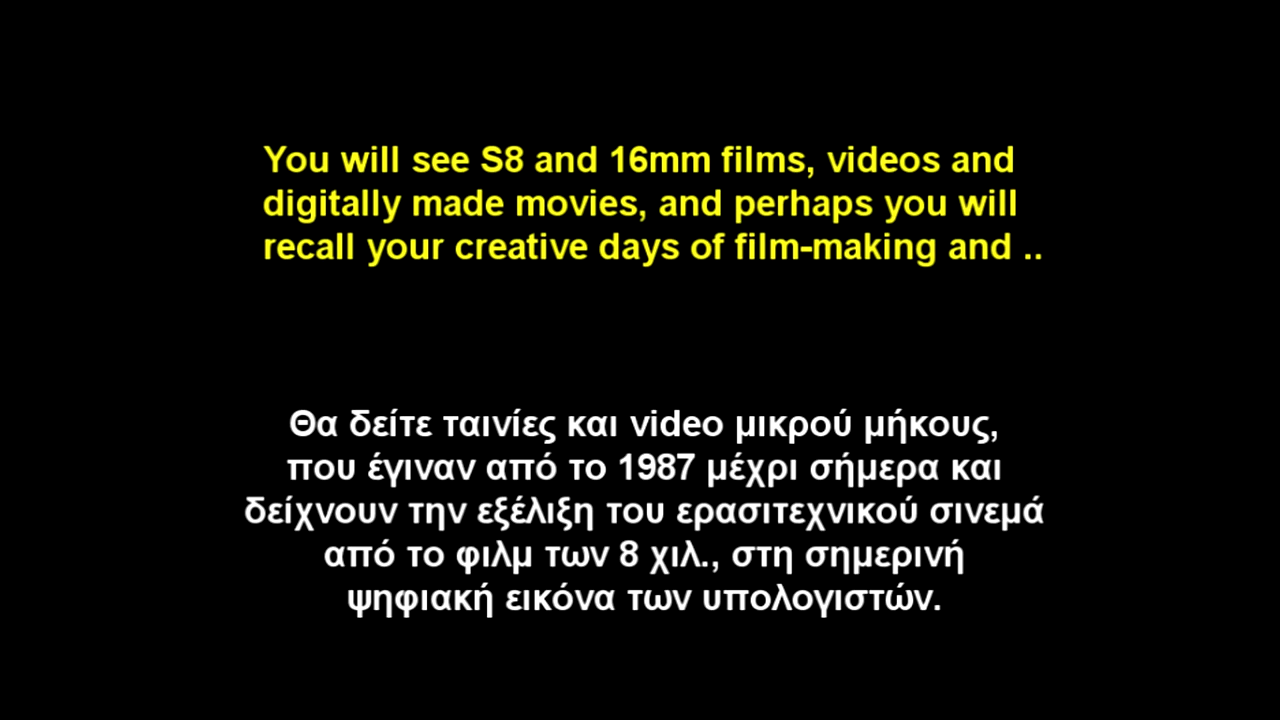 You will see S8 and 16mm films, videos and
digitally made movies, and perhaps you will
recall your creative days of film-making and ..
Θα δείτε ταινίες και video μικρού μήκους,
που έγιναν από το 1987 μέχρι σήμερα και
δείχνουν την εξέλιξη του ερασιτεχνικού σινεμά
από το φιλμ των 8 χιλ., στη σημερινή
ψηφιακή εικόνα των υπολογιστών.